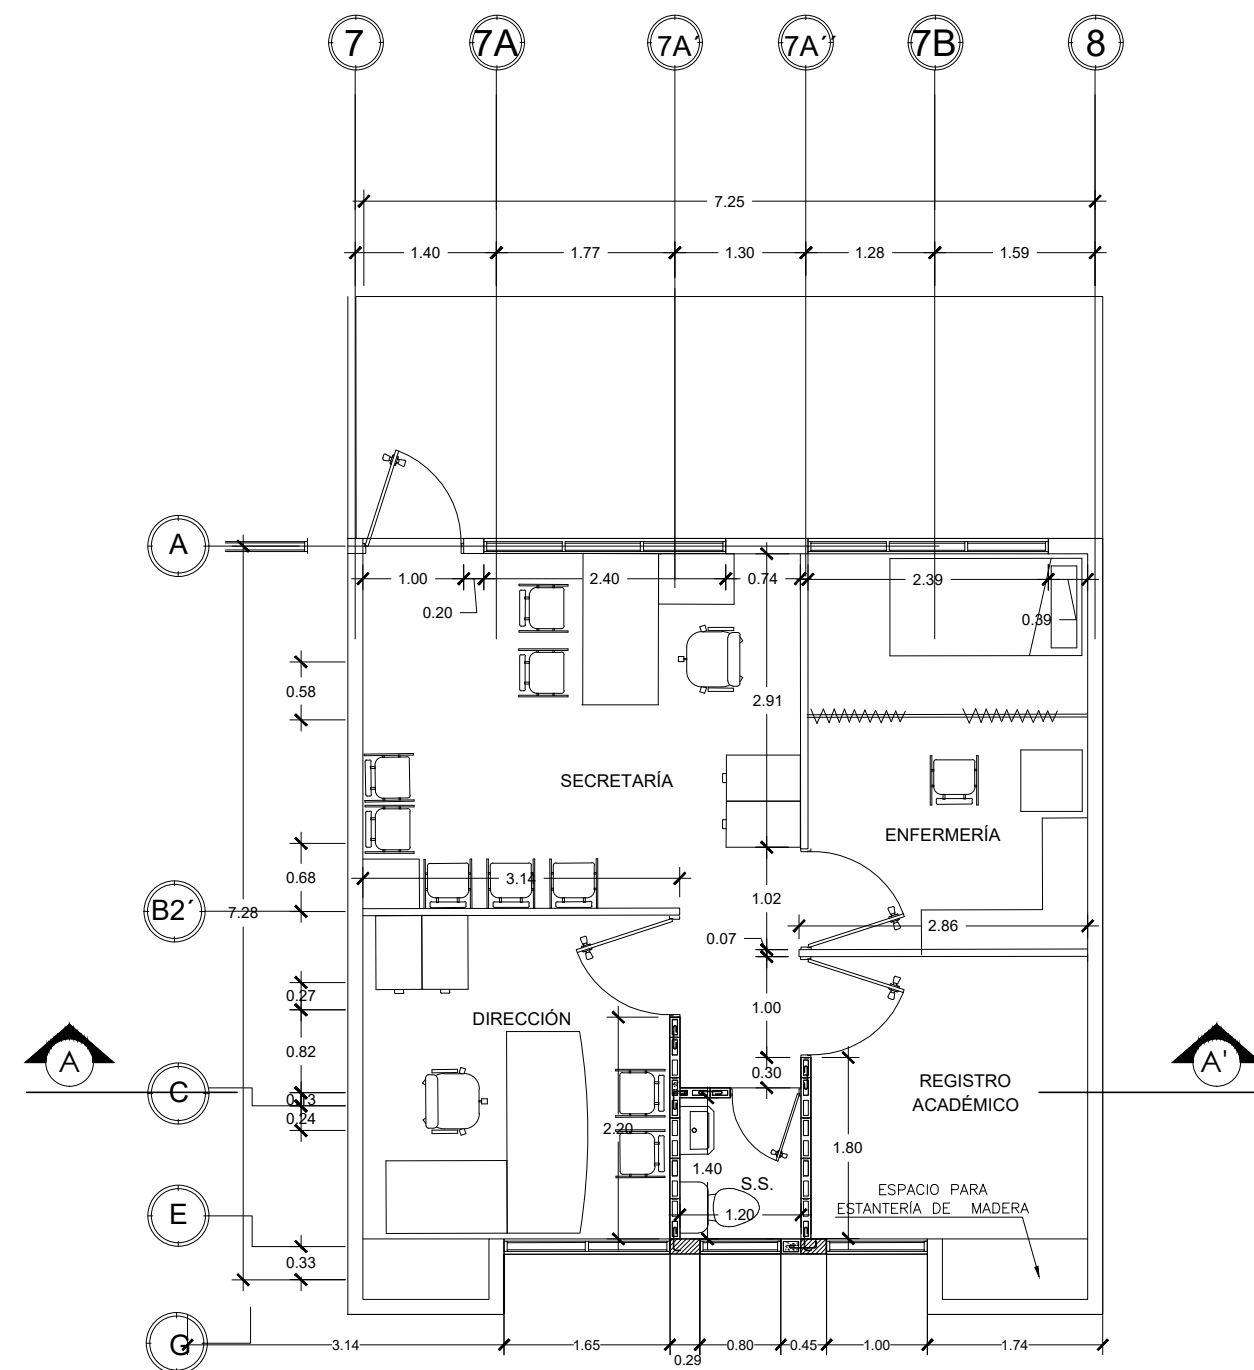 7 7A 7A´ 7A´´ 7B 8
7.25
1.40 1.77 1.30 1.28 1.59
A
1.00 2.40 0.74 2.39
0.20 0.39
0.58
2.91
SECRETARÍA
ENFERMERÍA
0.68 3.14
1.02
B2´ 7.28
2.86
0.07
0.27
1.00
DIRECCIÓN
0.82
A A'
0.30
C
REGISTRO
ACADÉMICO
0.13
0.24
2.20
1.80
1.40
S.S.
ESPACIO PARA
ESTANTERÍA DE MADERA
E
1.20
0.33
G
3.14 1.65 0.29 0.80 0.45 1.00 1.74